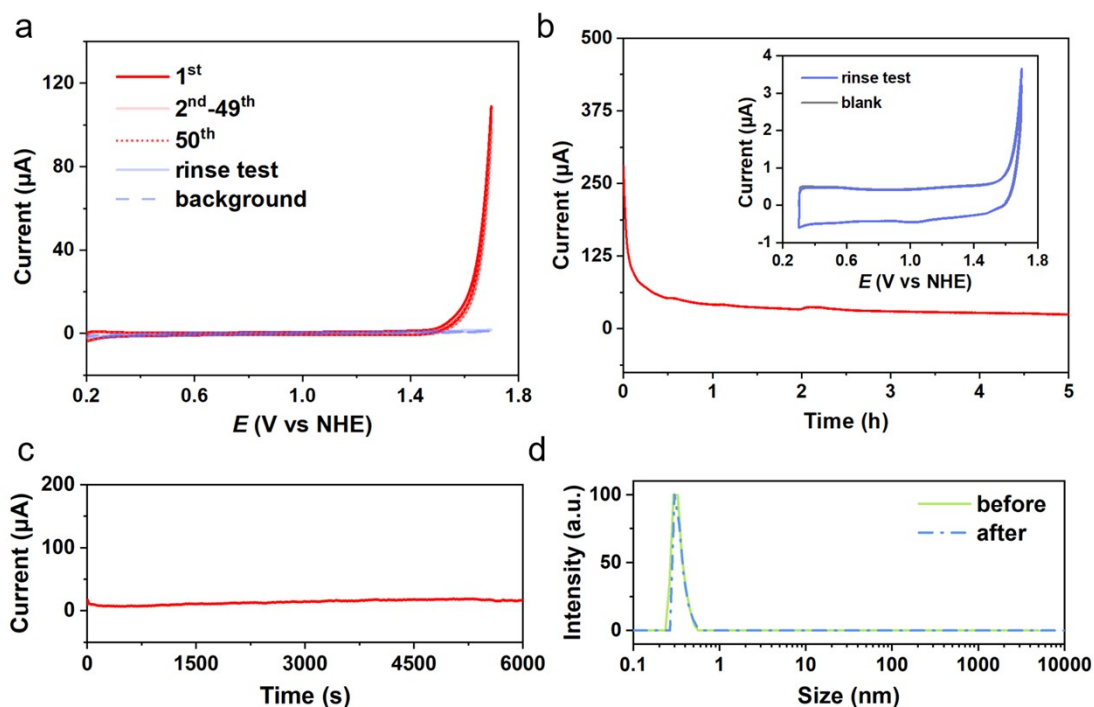 a
Current (μA)
120
80
40
0
0.2
0.6
1.0
1.4
1.8
E (V vs NHE)
1st
2nd-49th
50th
rinse test
background
b
Current (μA)
500
375
250
125
0
0
1
2
3
4
5
Time (h)
Current (μA)
4
3
2
1
0
-1
0.2
0.6
1.0
1.4
1.8
E (V vs NHE)
rinse test
blank
c
Current (μA)
200
100
0
0
1500
3000
4500
6000
Time (s)
d
Intensity (a.u.)
100
50
0
0.1
1
10
100
1000
10000
Size (nm)
before
after